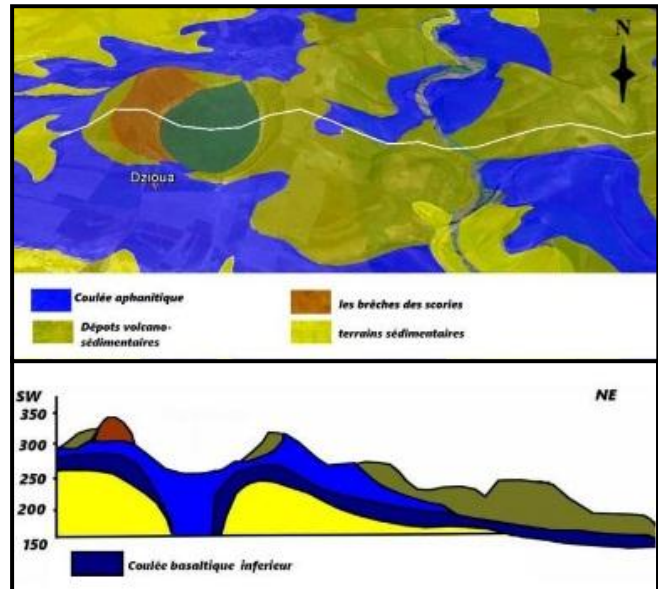 N
Dzioua
Coulée aphanitique
les brèches des scories
Dépots volcano-
sédimentaires
terrains sédimentaires
SW
NE
350
300
250
200
150
Coulée basaltique inferieur